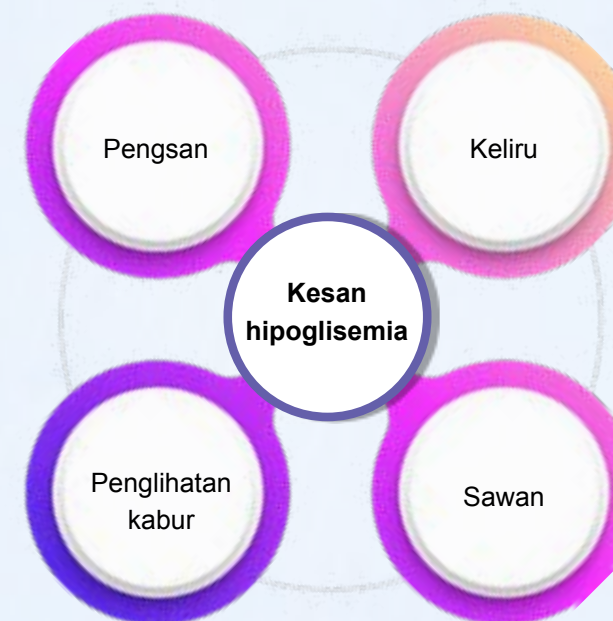 Pengsan
Keliru
Kesan
hipoglisemia
Penglihatan
kabur
Sawan